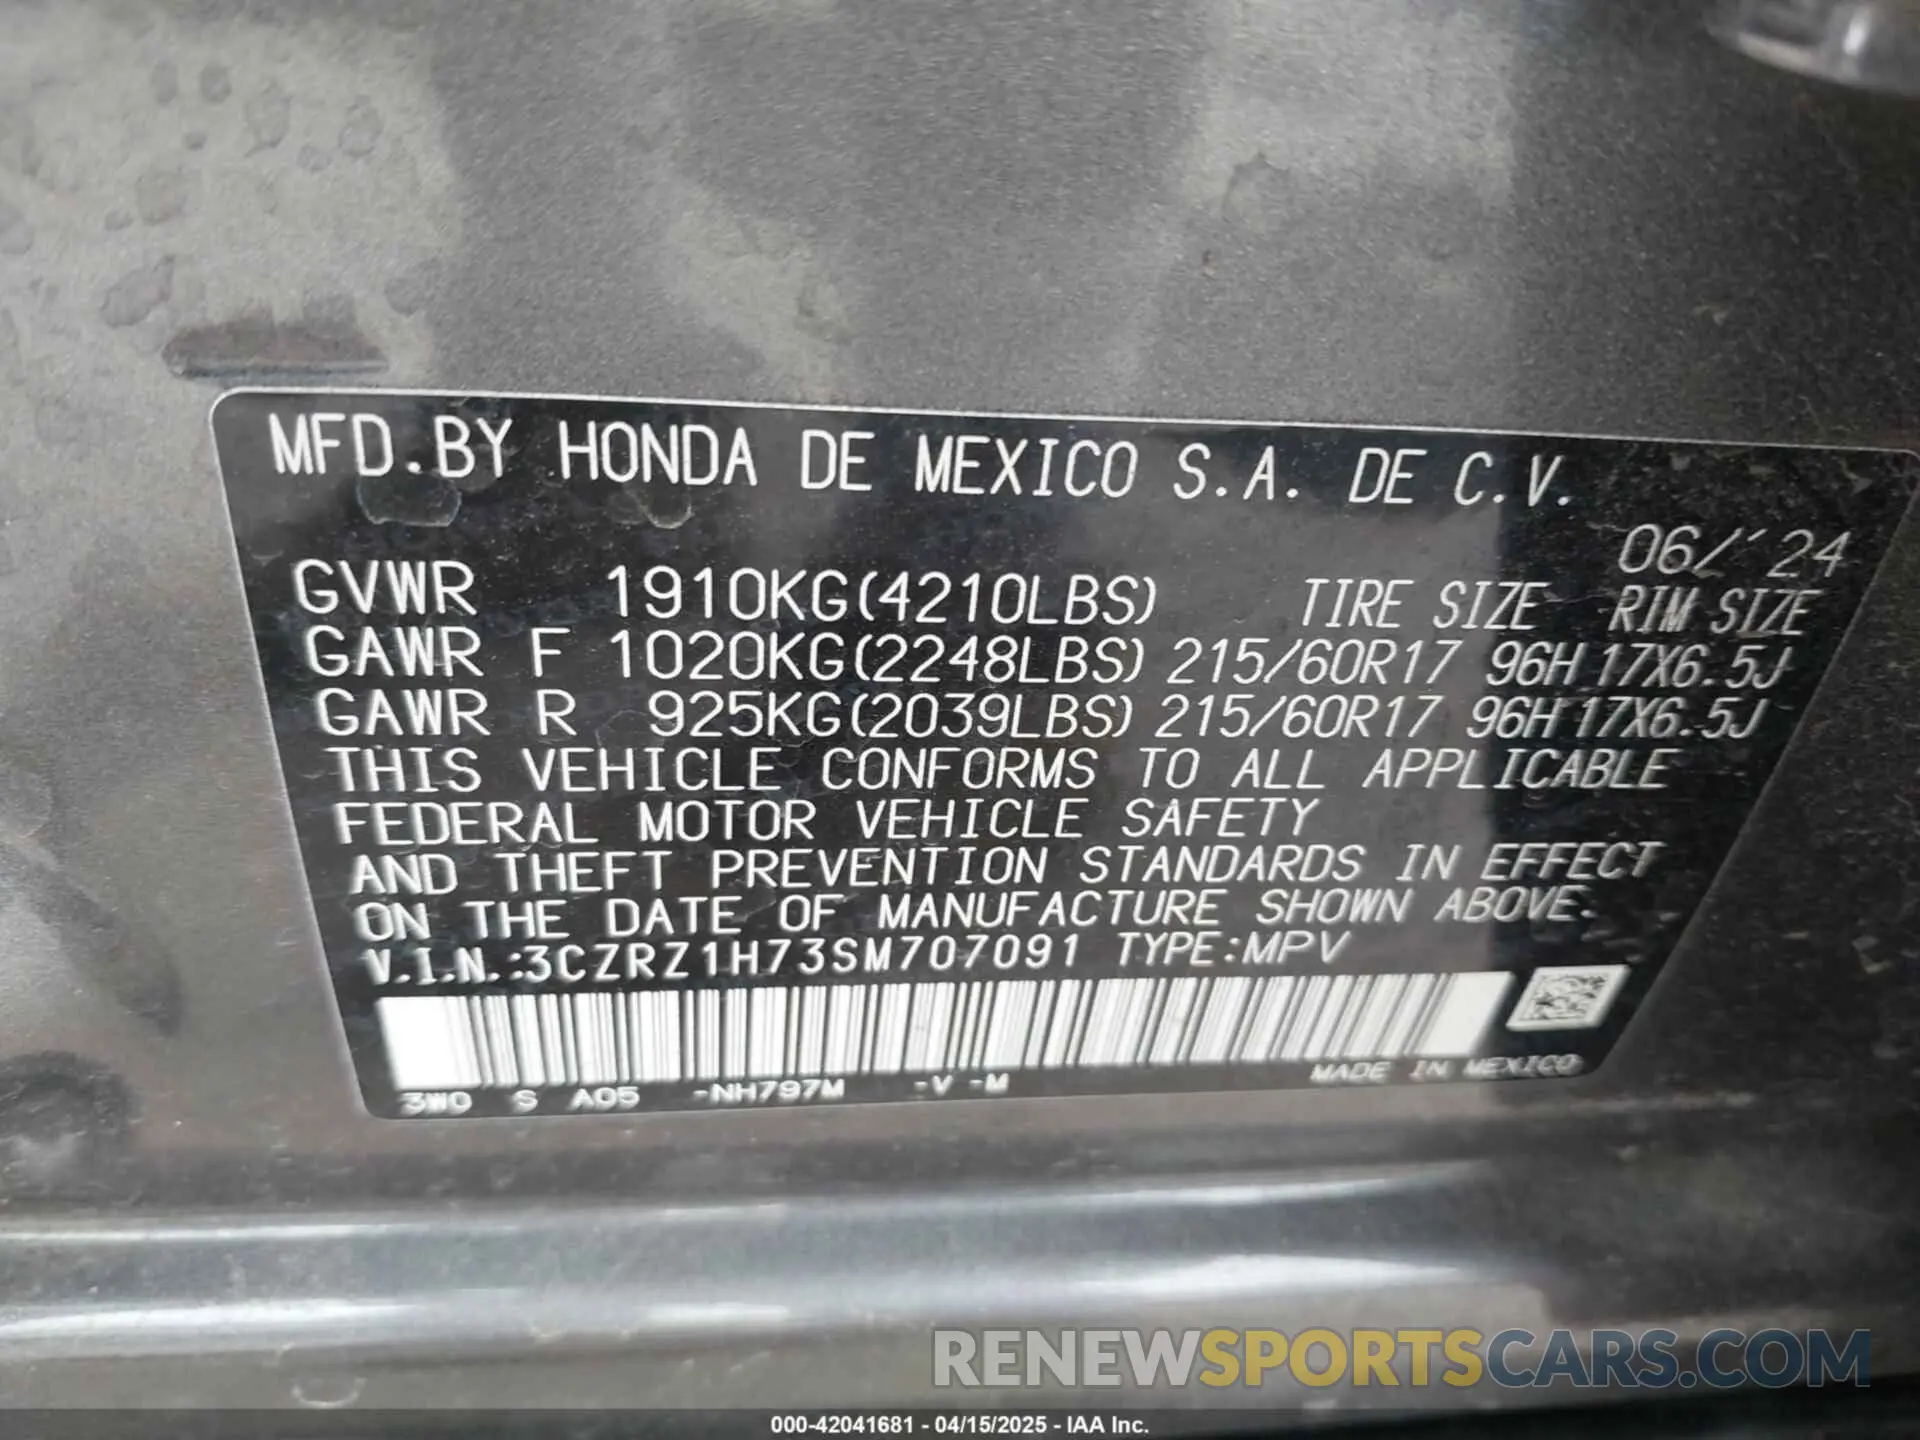 MFD.BY HONDA DE MEXICO S.A. DE C.V.
06/'24
GVWR 1910KG(4210LBS) TIRE SIZE RIM SIZE
GAWR F 1020KG(2248LBS) 215/60R17 96H 17X6.5J
GAWR R 925KG(2039LBS) 215/60R17 96H 17X6.5J
THIS VEHICLE CONFORMS TO ALL APPLICABLE
FEDERAL MOTOR VEHICLE SAFETY
AND THEFT PREVENTION STANDARDS IN EFFECT
ON THE DATE OF MANUFACTURE SHOWN ABOVE.
V.I.N.:3CZRZ1H73SM707091 TYPE:MPV
3W0 S A05 -NH797M -V -M MADE IN MEXICO
RENEWSPORTSCARS.COM
000-42041681 - 04/15/2025 - IAA Inc.